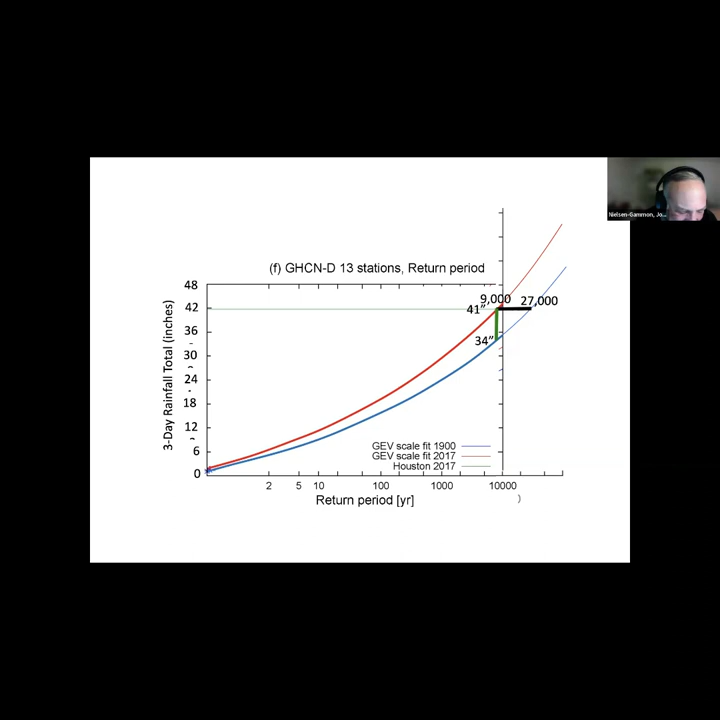 Nielsen-Gammon, Jo...
(f) GHCN-D 13 stations, Return period
48
42
36
30
24
18
12
6
0
3-Day Rainfall Total (inches)
9,000
27,000
41”
34”
GEV scale fit 1900
GEV scale fit 2017
Houston 2017
2 5 10 100 1000 10000
Return period [yr]
)